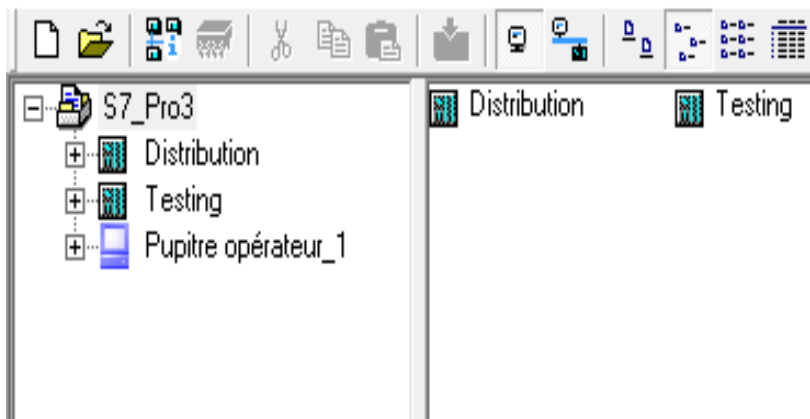 S7_Pro3
Distribution
Testing
Pupitre opérateur_1
Distribution
Testing